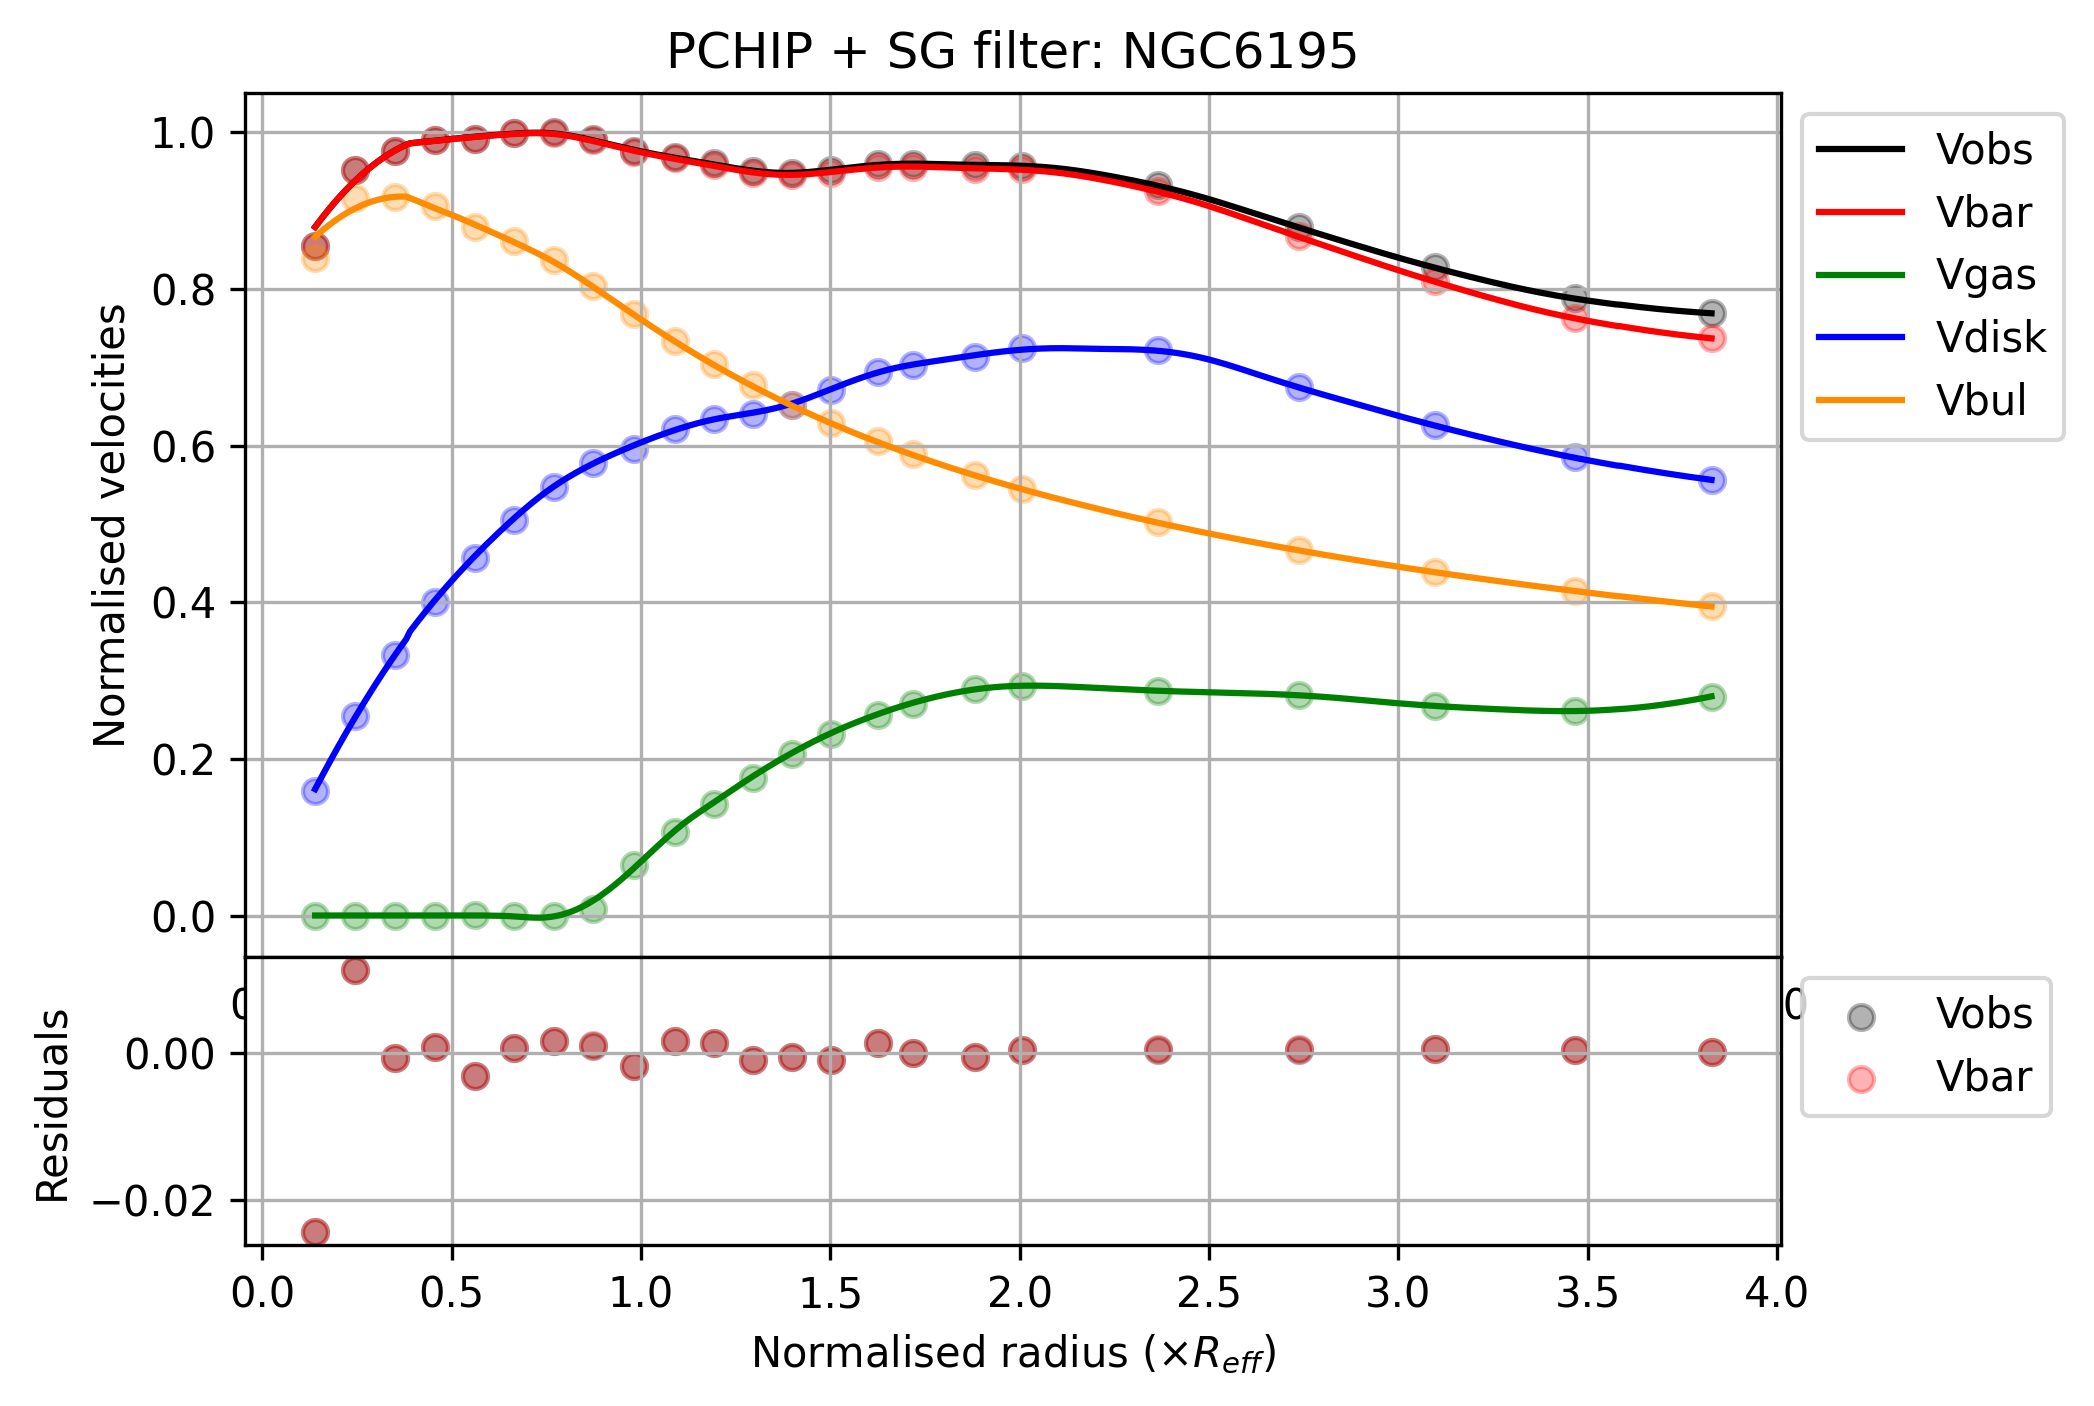 PCHIP + SG filter: NGC6195
Normalised velocities
1.0
0.8
0.6
0.4
0.2
0.0
Vobs
Vbar
Vgas
Vdisk
Vbul
Residuals
0.00
−0.02
Vobs
Vbar
0.0 0.5 1.0 1.5 2.0 2.5 3.0 3.5 4.0
Normalised radius (×R_eff)